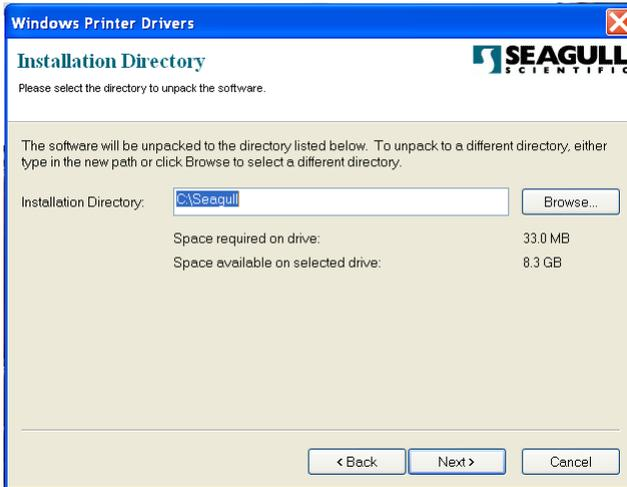 Windows Printer Drivers
Installation Directory
SEAGULL
SCIENTIFIC
Please select the directory to unpack the software.
The software will be unpacked to the directory listed below. To unpack to a different directory, either
type in the new path or click Browse to select a different directory.
Installation Directory: C:\Seagull Browse...
Space required on drive: 33.0 MB
Space available on selected drive: 8.3 GB
< Back Next > Cancel